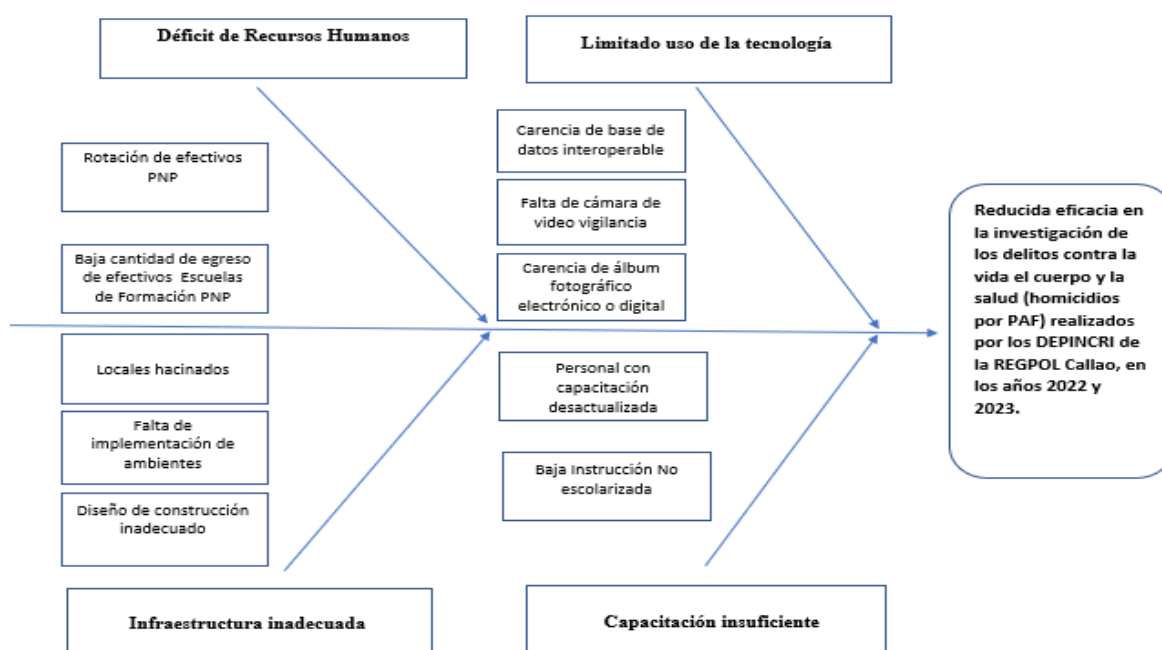 Déficit de Recursos Humanos
Limitado uso de la tecnología
Rotación de efectivos
PNP
Baja cantidad de egreso
de efectivos Escuelas
de Formación PNP
Carencia de base de
datos interoperable
Falta de cámara de
video vigilancia
Carencia de álbum
fotográfico
electrónico o digital
Locales hacinados
Falta de
implementación de
ambientes
Diseño de construcción
inadecuado
Personal con
capacitación
desactualizada
Baja Instrucción No
escolarizada
Infraestructura inadecuada
Capacitación insuficiente
Reducida eficacia en
la investigación de
los delitos contra la
vida el cuerpo y la
salud (homicidios
por PAF) realizados
por los DEPINCRI de
la REGPOL Callao, en
los años 2022 y
2023.